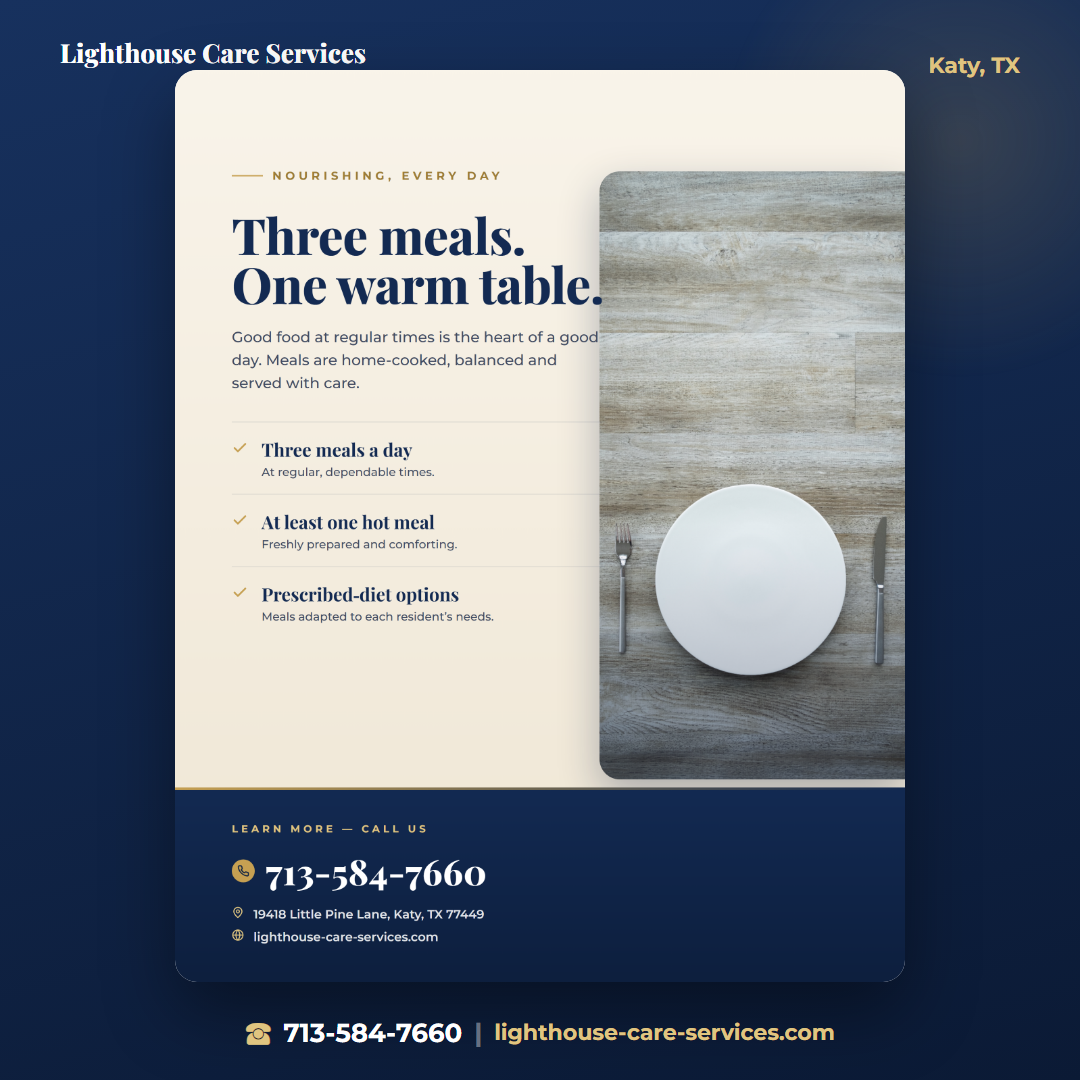 Lighthouse Care Services
Katy, TX
NOURISHING, EVERY DAY
Three meals.
One warm table.
Good food at regular times is the heart of a good
day. Meals are home-cooked, balanced and
served with care.
Three meals a day
At regular, dependable times.
At least one hot meal
Freshly prepared and comforting.
Prescribed-diet options
Meals adapted to each resident's needs.
LEARN MORE — CALL US
713-584-7660
19418 Little Pine Lane, Katy, TX 77449
lighthouse-care-services.com
713-584-7660 | lighthouse-care-services.com